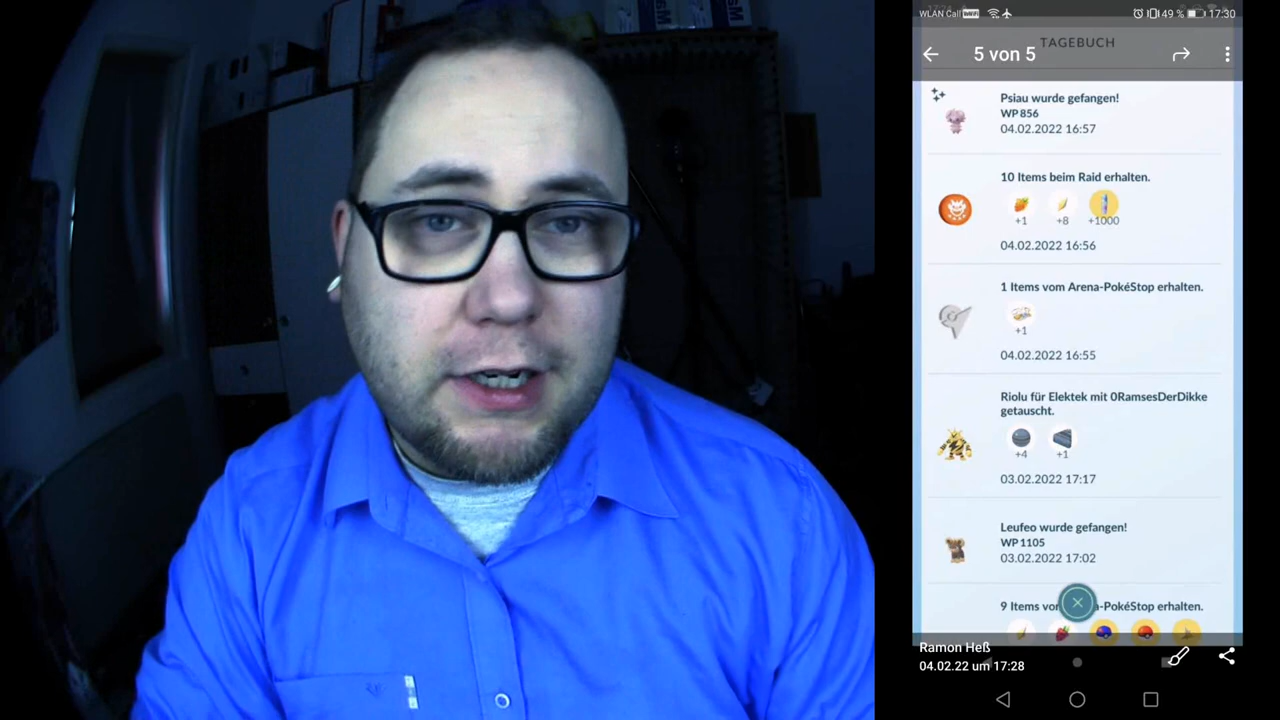 WLAN Call
49 %
17:30
TAGEBUCH
5 von 5
Psiau wurde gefangen!
WP 856
04.02.2022 16:57
10 Items beim Raid erhalten.
+1
+8
+1000
04.02.2022 16:56
1 Items vom Arena-PokéStop erhalten.
+1
04.02.2022 16:55
Riolu für Elektek mit 0RamsesDerDikke
getauscht.
+4
+1
03.02.2022 17:17
Leufeo wurde gefangen!
WP 1105
03.02.2022 17:02
9 Items a-PokéStop erhalten.
Ramon Heß
04.02.22 um 17:28